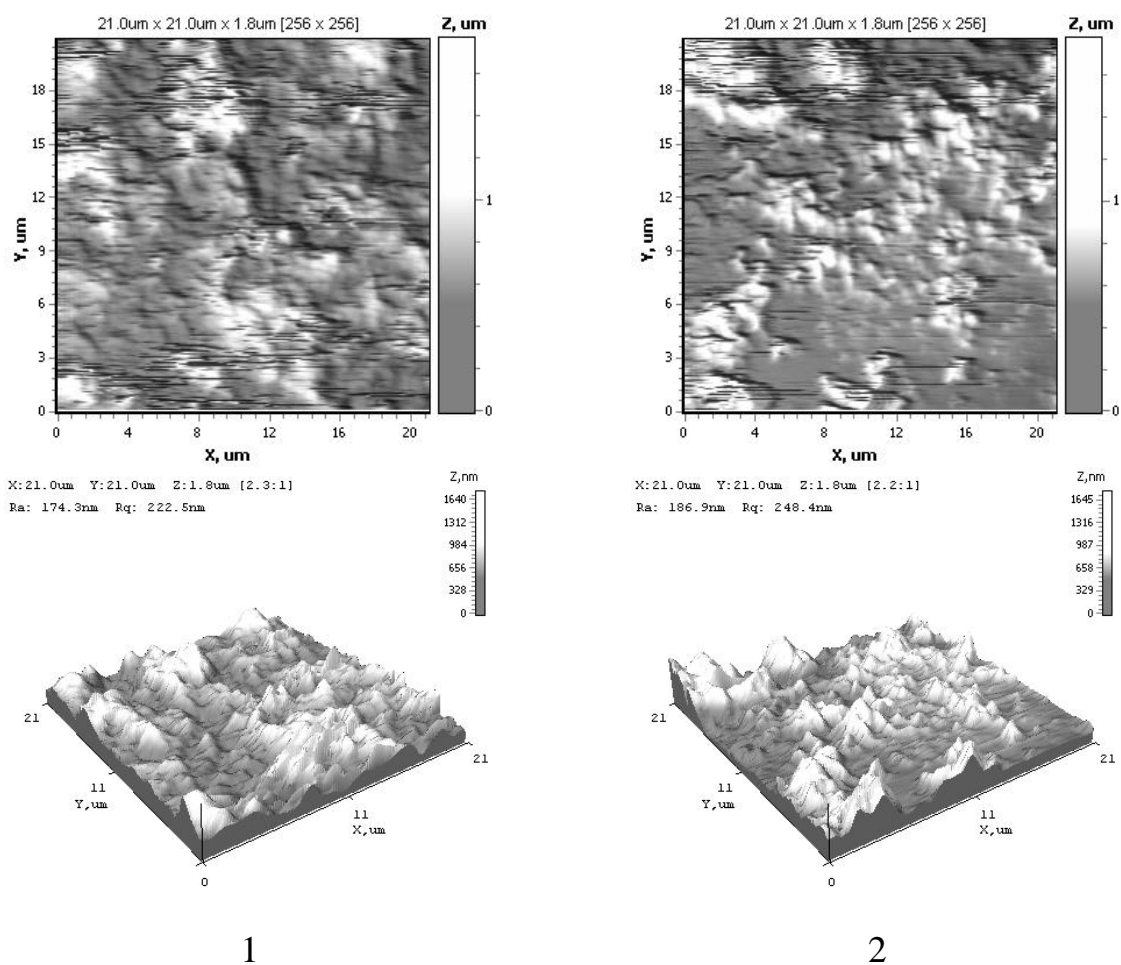 21.0um x 21.0um x 1.8um [256 x 256]
Z, um
18
15
12
9
6
3
0
Y, um
0 4 8 12 16 20
X, um
1
0
21.0um x 21.0um x 1.8um [256 x 256]
Z, um
18
15
12
9
6
3
0
Y, um
0 4 8 12 16 20
X, um
1
0
X:21.0um Y:21.0um Z:1.8um [2.3:1]
Ra: 174.3nm Rq: 222.5nm
Z,nm
1640
1312
984
656
328
0
21
11
Y,um
0
11
X,um
21
X:21.0um Y:21.0um Z:1.8um [2.2:1]
Ra: 186.9nm Rq: 248.4nm
Z,nm
1645
1316
987
658
329
0
21
11
Y,um
0
11
X,um
21
1
2